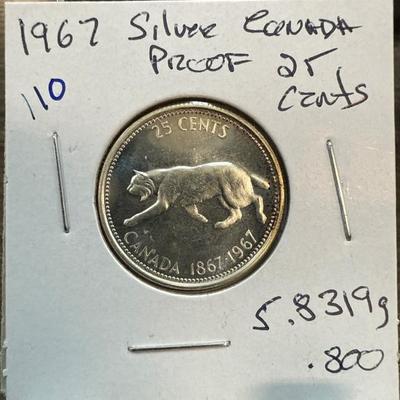 1967 Silver CANADA
PROOF 25
110
Cents
25 CENTS
CANADA 1867-1967
5.8319g
.800